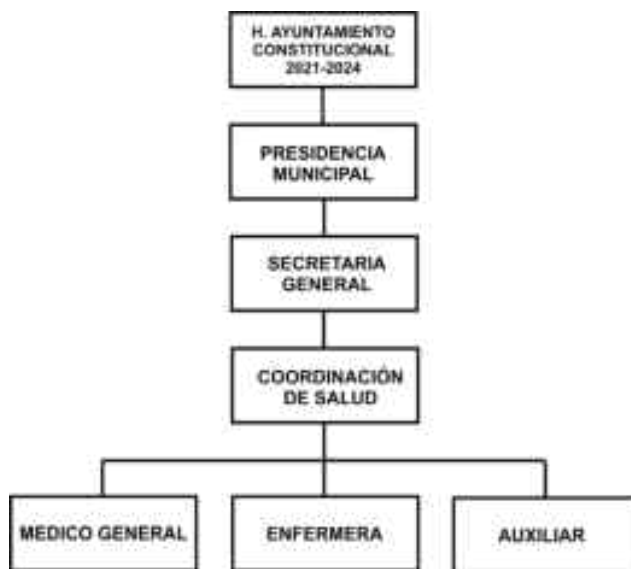 H. AYUNTAMIENTO
CONSTITUCIONAL
2021-2024
PRESIDENCIA
MUNICIPAL
SECRETARIA
GENERAL
COORDINACIÓN
DE SALUD
MEDICO GENERAL
ENFERMERA
AUXILIAR